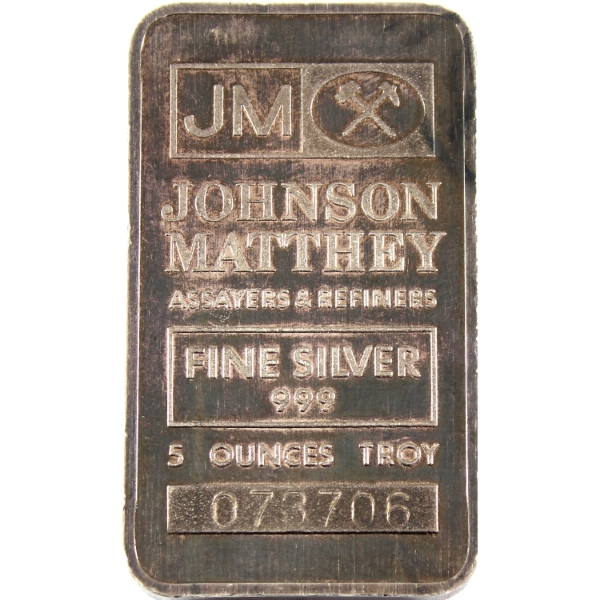 JM
JOHNSON
MATTHEY
ASSAYERS & REFINERS
FINE SILVER
999
5 OUNCES TROY
073706